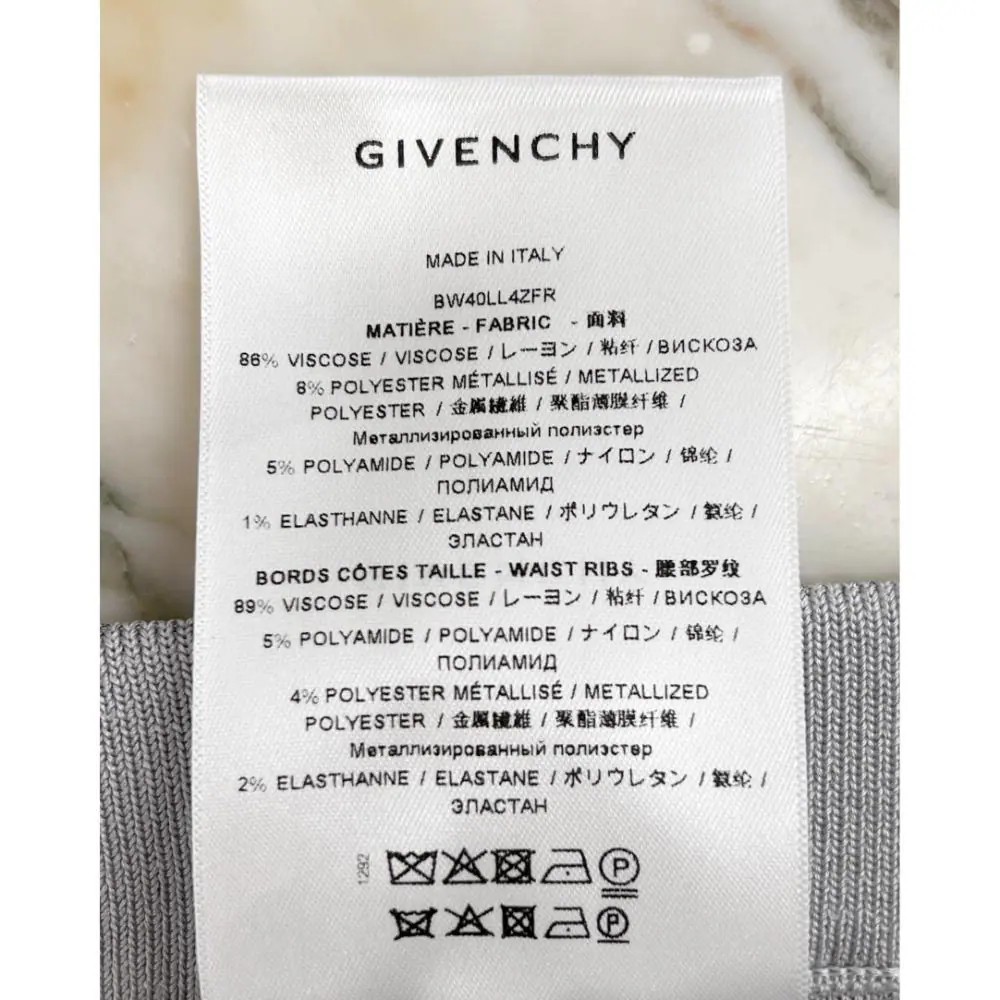 GIVENCHY
MADE IN ITALY
BW40LL4ZFR
MATIÈRE - FABRIC - 面料
86% VISCOSE / VISCOSE / レーヨン / 粘纤 / ВИСКОЗА
8% POLYESTER MÉTALLISÉ / METALLIZED
POLYESTER / 金属繊維 / 聚酯薄膜纤维 /
Металлизированный полиэстер
5% POLYAMIDE / POLYAMIDE / ナイロン / 锦纶 /
ПОЛИАМИД
1% ELASTHANNE / ELASTANE / ポリウレタン / 氨纶 /
ЭЛАСТАН
BORDS CÔTES TAILLE - WAIST RIBS - 腰部罗纹
89% VISCOSE / VISCOSE / レーヨン / 粘纤 / ВИСКОЗА
5% POLYAMIDE / POLYAMIDE / ナイロン / 锦纶 /
ПОЛИАМИД
4% POLYESTER MÉTALLISÉ / METALLIZED
POLYESTER / 金属繊維 / 聚酯薄膜纤维 /
Металлизированный полиэстер
2% ELASTHANNE / ELASTANE / ポリウレタン / 氨纶 /
ЭЛАСТАН
1292
P
P